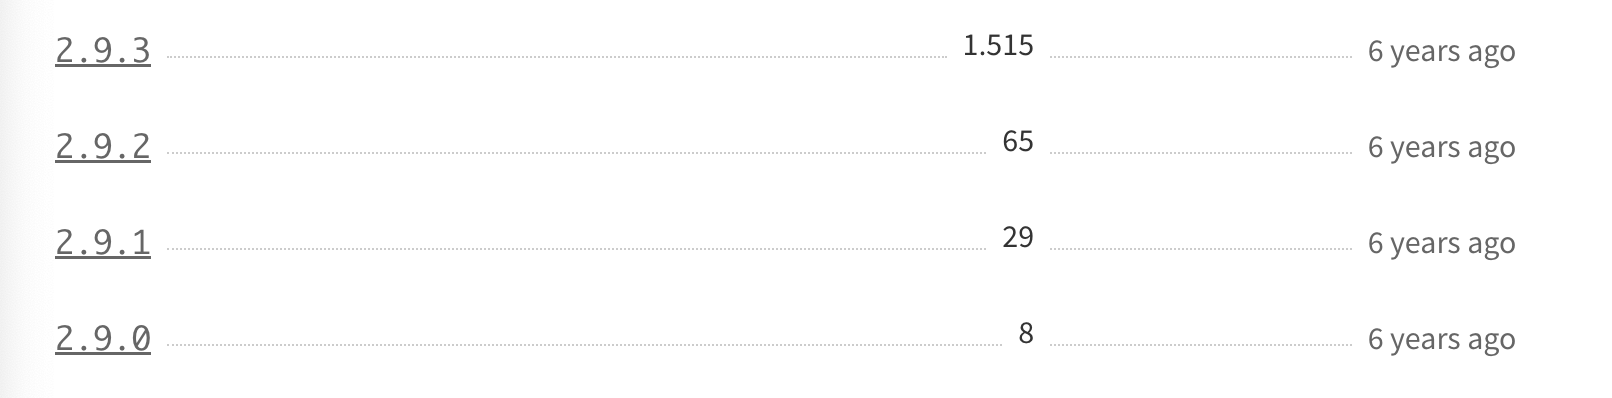 2.9.3 1.515 6 years ago
2.9.2 65 6 years ago
2.9.1 29 6 years ago
2.9.0 8 6 years ago